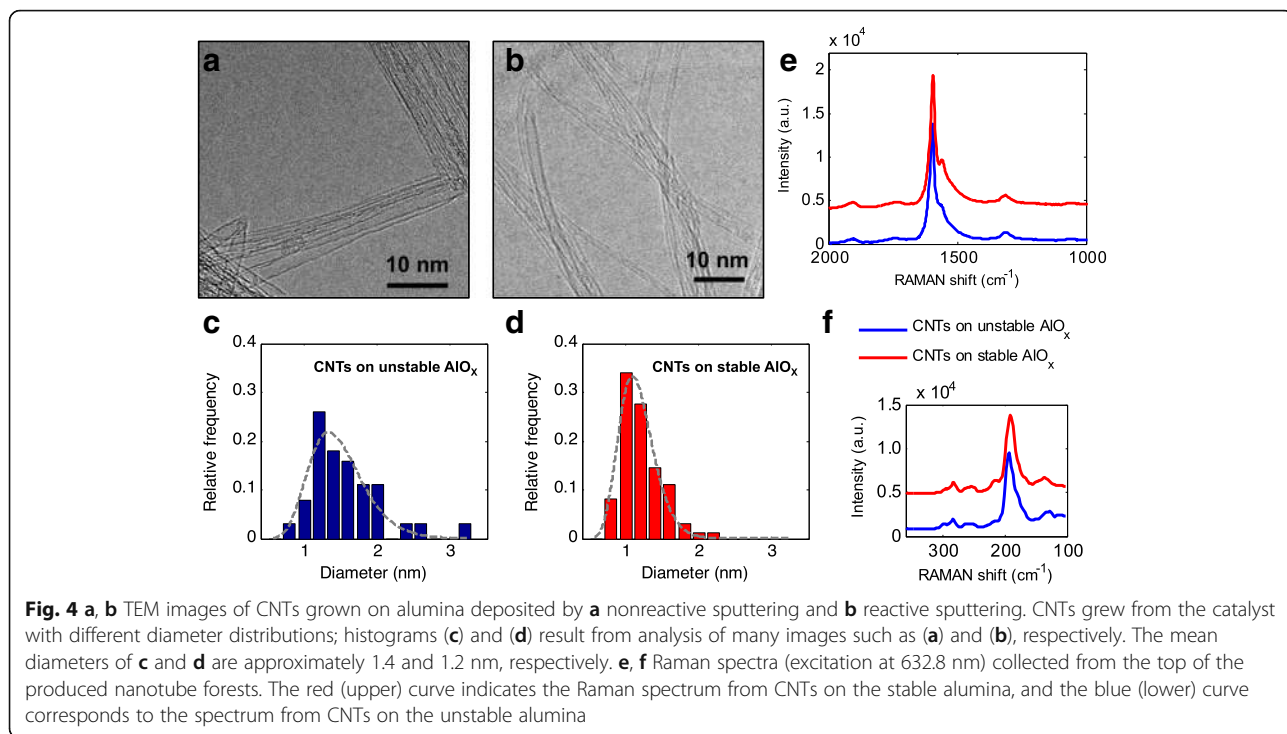 a
10 nm
b
10 nm
e
x 10⁴
2
1.5
1
0.5
0
Intensity (a.u.)
2000 1500 1000
RAMAN shift (cm⁻¹)
c
0.4
0.3
0.2
0.1
0
Relative frequency
CNTs on unstable AlOₓ
1 2 3
Diameter (nm)
d
0.4
0.3
0.2
0.1
0
Relative frequency
CNTs on stable AlOₓ
1 2 3
Diameter (nm)
f
CNTs on unstable AlOₓ
CNTs on stable AlOₓ
x 10⁴
1.5
1
0.5
0
Intensity (a.u.)
300 200 100
RAMAN shift (cm⁻¹)
Fig. 4 a, b TEM images of CNTs grown on alumina deposited by a nonreactive sputtering and b reactive sputtering. CNTs grew from the catalyst
with different diameter distributions; histograms (c) and (d) result from analysis of many images such as (a) and (b), respectively. The mean
diameters of c and d are approximately 1.4 and 1.2 nm, respectively. e, f Raman spectra (excitation at 632.8 nm) collected from the top of the
produced nanotube forests. The red (upper) curve indicates the Raman spectrum from CNTs on the stable alumina, and the blue (lower) curve
corresponds to the spectrum from CNTs on the unstable alumina